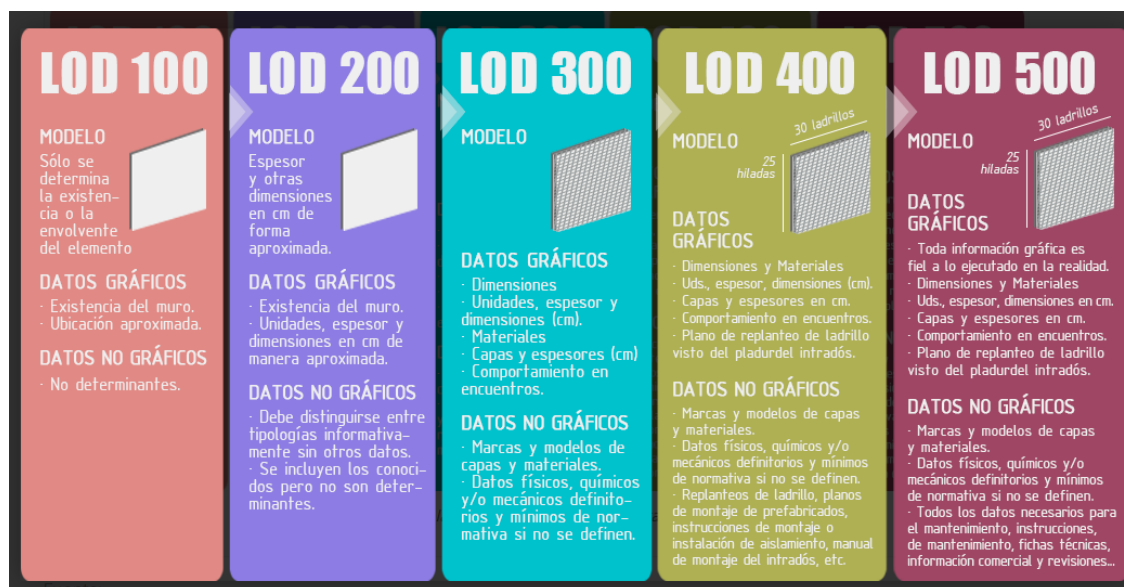 LOD 100
MODELO
Sólo se
determina
la existen-
cia o la
envolvente
del elemento
DATOS GRÁFICOS
· Existencia del muro.
· Ubicación aproximada.
DATOS NO GRÁFICOS
· No determinantes.
LOD 200
MODELO
Espesor
y otras
dimensiones
en cm de
forma
aproximada.
DATOS GRÁFICOS
· Existencia del muro.
· Unidades, espesor y
dimensiones en cm de
manera aproximada.
DATOS NO GRÁFICOS
· Debe distinguirse entre
tipologías informativa-
mente sin otros datos.
· Se incluyen los conoci-
dos pero no son deter-
minantes.
LOD 300
MODELO
DATOS GRÁFICOS
· Dimensiones
· Unidades, espesor y
dimensiones (cm).
· Materiales
· Capas y espesores (cm)
· Comportamiento en
encuentros.
DATOS NO GRÁFICOS
· Marcas y modelos de
capas y materiales.
· Datos físicos, químicos
y/o mecánicos definito-
rios y mínimos de nor-
mativa si no se definen.
LOD 400
30 ladrillos
MODELO
25
hiladas
DATOS
GRÁFICOS
· Dimensiones y Materiales
· Uds., espesor, dimensiones (cm).
· Capas y espesores en cm.
· Comportamiento en encuentros.
· Plano de replanteo de ladrillo
visto del pladurdel intradós.
DATOS NO GRÁFICOS
· Marcas y modelos de capas
y materiales.
· Datos físicos, químicos y/o
mecánicos definitorios y mínimos
de normativa si no se definen.
· Replanteos de ladrillo, planos
de montaje de prefabricados,
instrucciones de montaje o
instalación de aislamiento, manual
de montaje del intradós, etc.
LOD 500
30 ladrillos
MODELO
25
hiladas
DATOS
GRÁFICOS
· Toda información gráfica es
fiel a lo ejecutado en la realidad.
· Dimensiones y Materiales
· Uds., espesor, dimensiones en cm.
· Capas y espesores en cm.
· Comportamiento en encuentros.
· Plano de replanteo de ladrillo
visto del pladurdel intradós.
DATOS NO GRÁFICOS
· Marcas y modelos de capas
y materiales.
· Datos físicos, químicos y/o
mecánicos definitorios y mínimos
de normativa si no se definen.
· Todos los datos necesarios para
el mantenimiento, instrucciones,
de mantenimiento, fichas técnicas,
información comercial y revisiones...